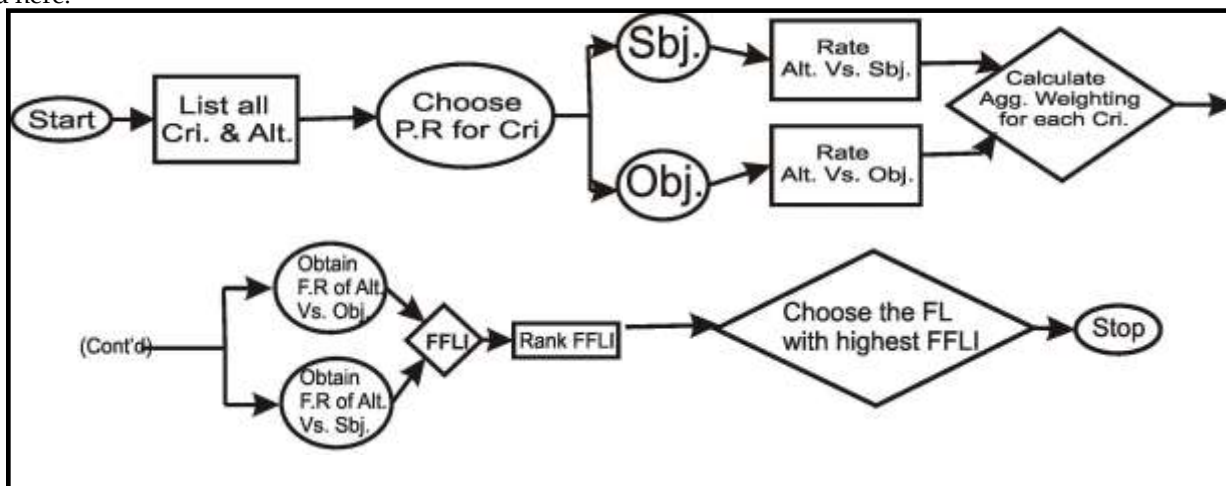 Start
List all
Cri. & Alt.
Choose
P.R for Cri
Sbj.
Obj.
Rate
Alt. Vs. Sbj.
Rate
Alt. Vs. Obj.
Calculate
Agg. Weighting
for each Cri.
(Cont'd)
Obtain
F.R of Alt.
Vs. Obj.
Obtain
F.R of Alt.
Vs. Sbj.
FFLI
Rank FFLI
Choose the FL
with highest FFLI
Stop